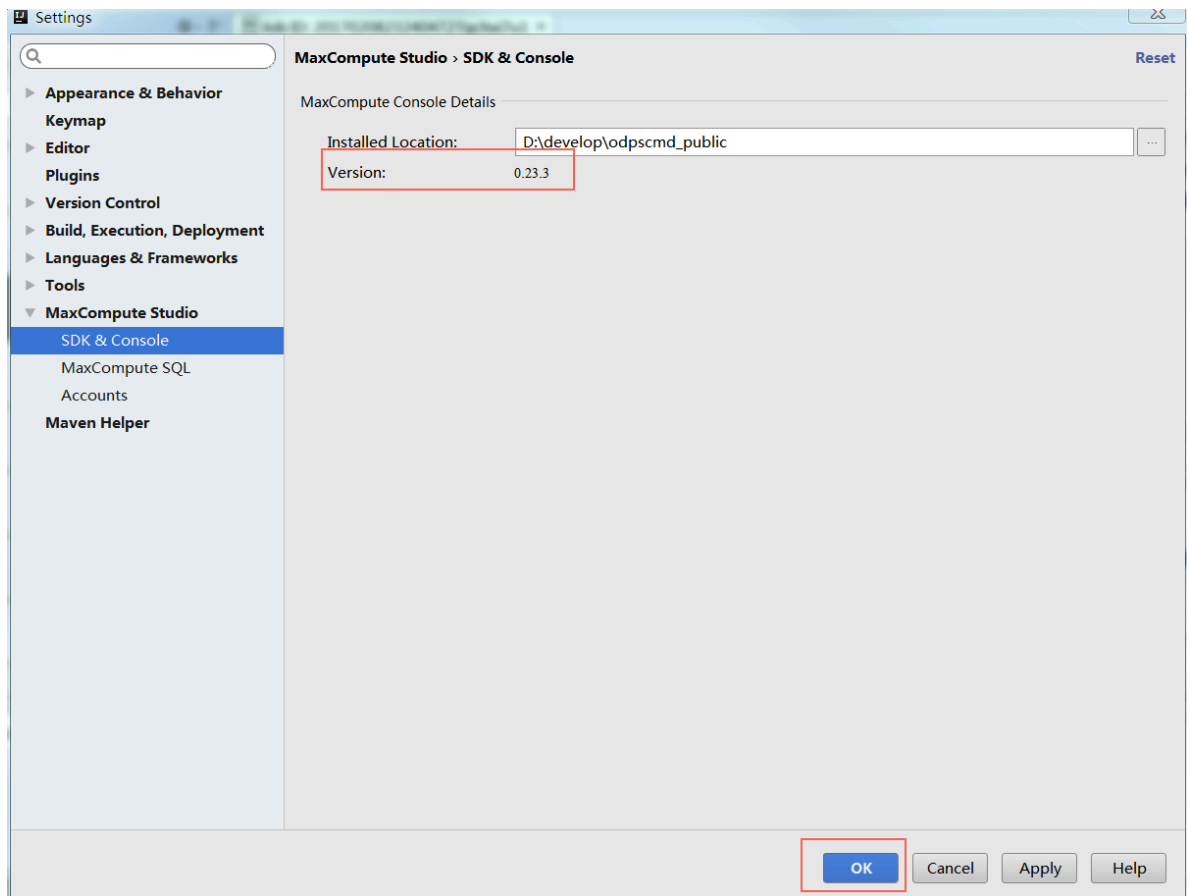 Settings
MaxCompute Studio › SDK & Console
Reset
Appearance & Behavior
Keymap
Editor
Plugins
Version Control
Build, Execution, Deployment
Languages & Frameworks
Tools
MaxCompute Studio
SDK & Console
MaxCompute SQL
Accounts
Maven Helper
MaxCompute Console Details
Installed Location: D:\develop\odpscmd_public ...
Version: 0.23.3
OK Cancel Apply Help